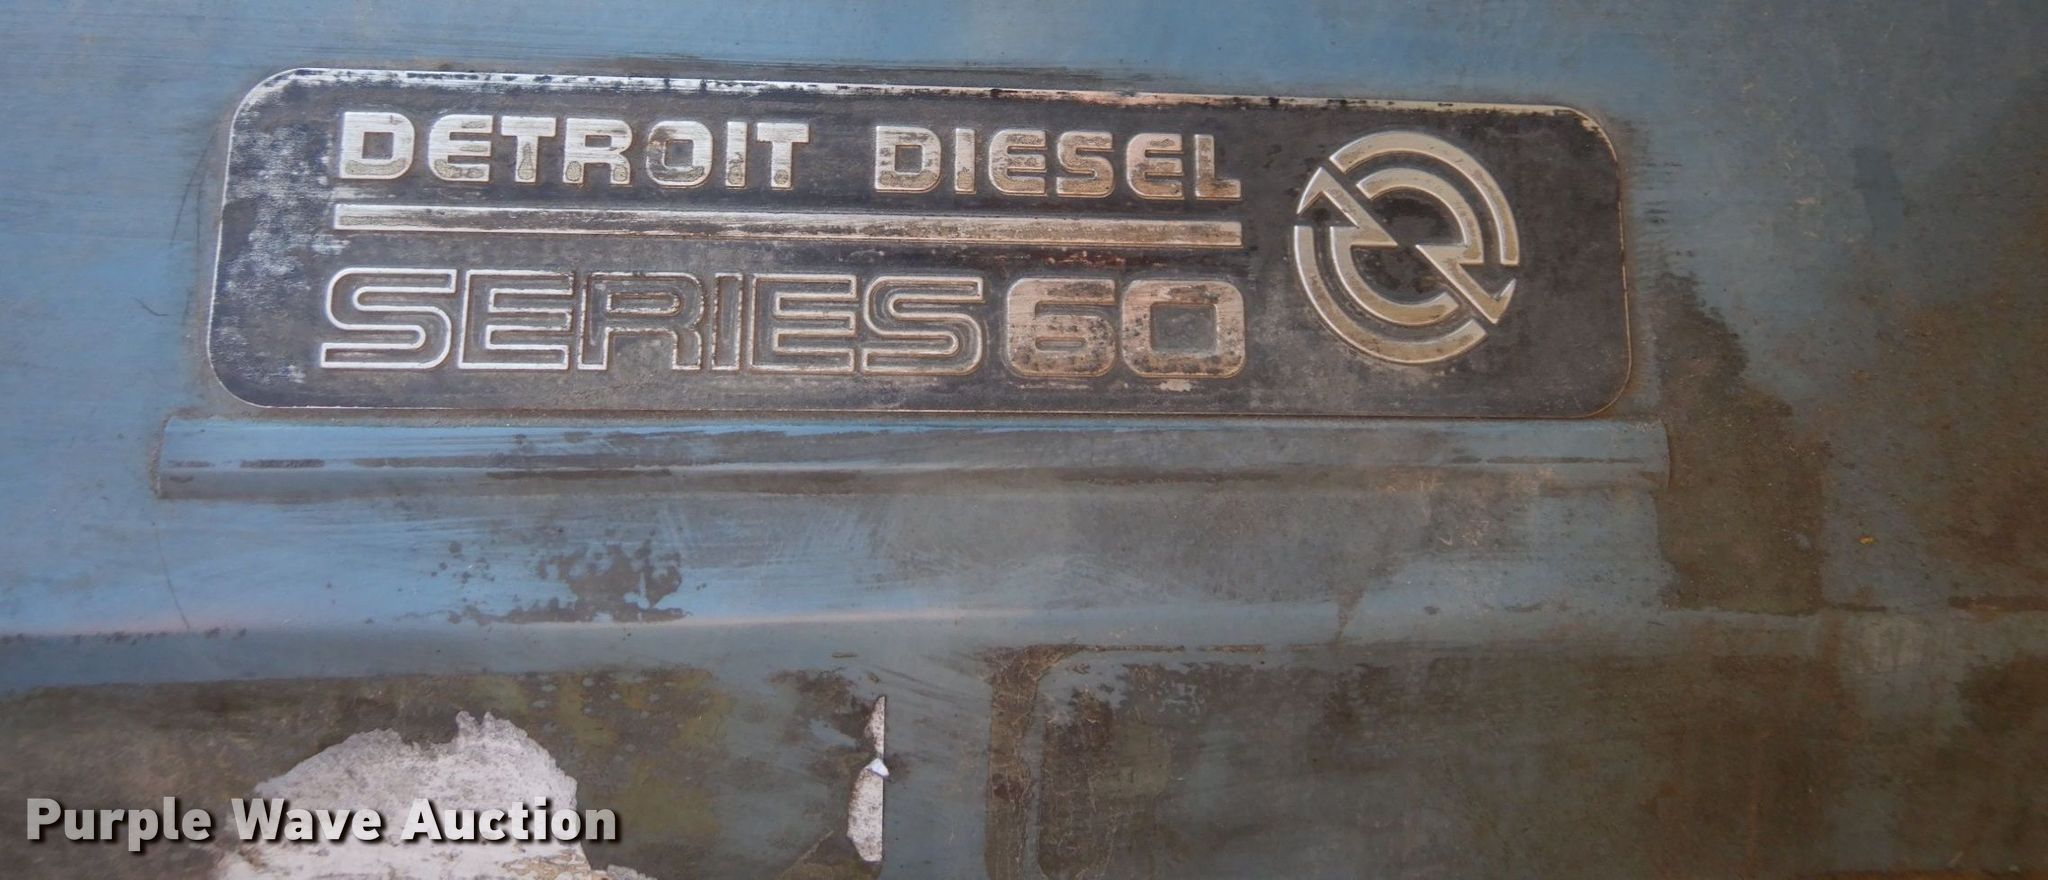 DETROIT DIESEL
SERIES 60
Purple Wave Auction